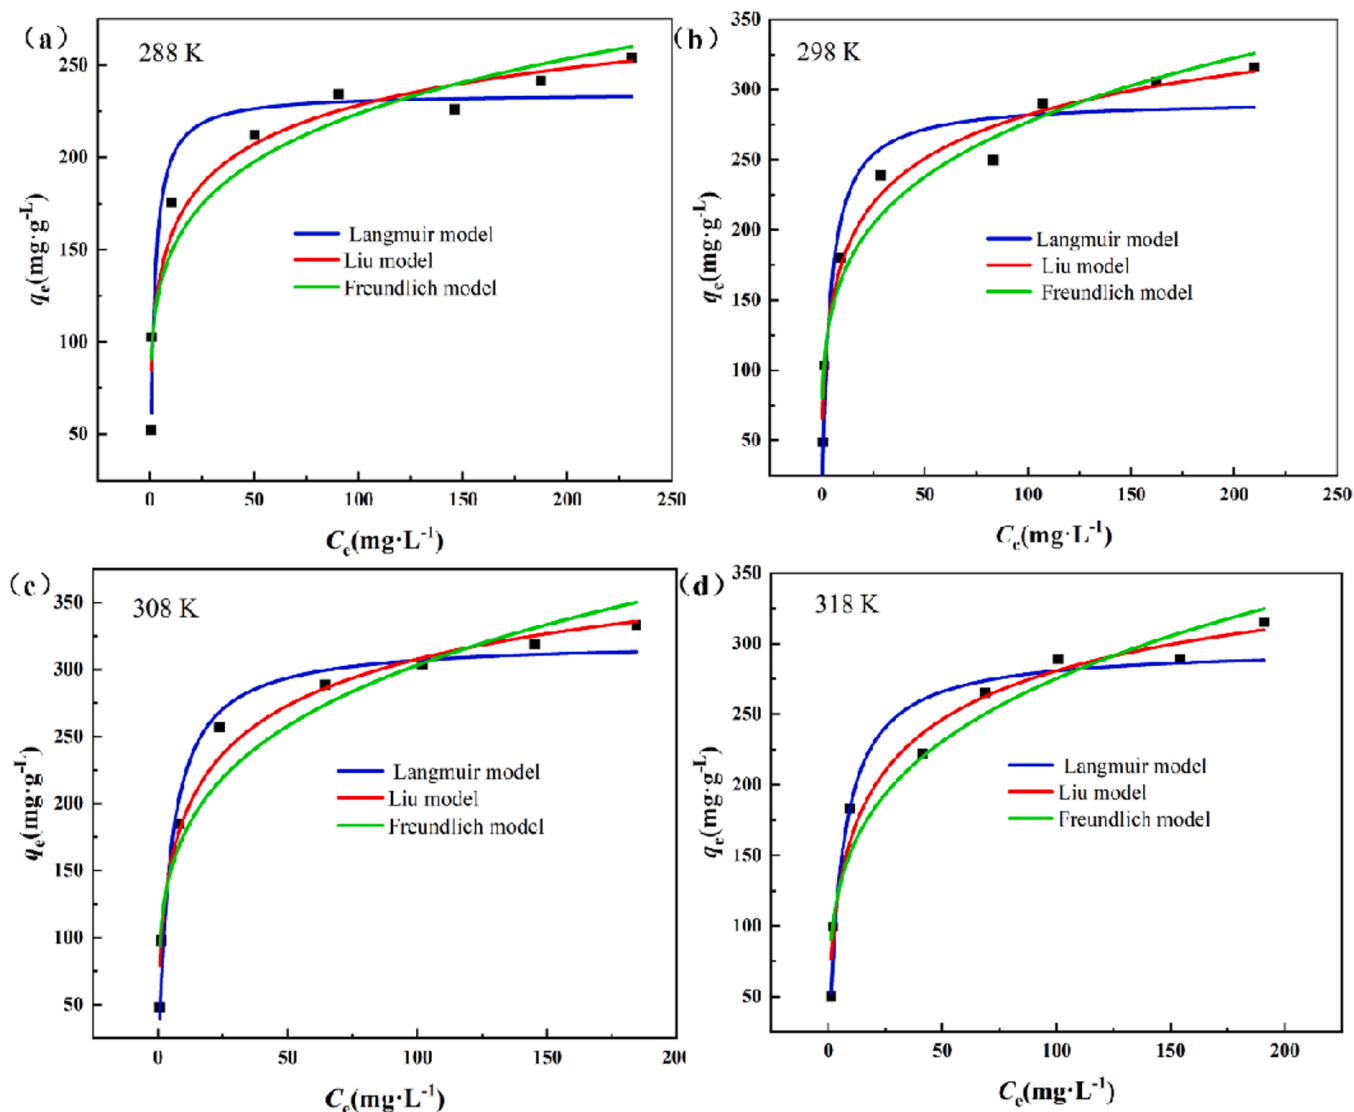 (a)
288 K
250
200
150
100
50
qe(mg·g-L)
Langmuir model
Liu model
Freundlich model
0 50 100 150 200 250
Ce(mg·L-1)
(b)
298 K
350
300
250
200
150
100
50
qe(mg·g-L)
Langmuir model
Liu model
Freundlich model
0 50 100 150 200 250
Ce(mg·L-1)
(c)
308 K
350
300
250
200
150
100
50
qe(mg·g-L)
Langmuir model
Liu model
Freundlich model
0 50 100 150 200
Ce(mg·L-1)
(d)
318 K
350
300
250
200
150
100
50
qe(mg·g-L)
Langmuir model
Liu model
Freundlich model
0 50 100 150 200
Ce(mg·L-1)